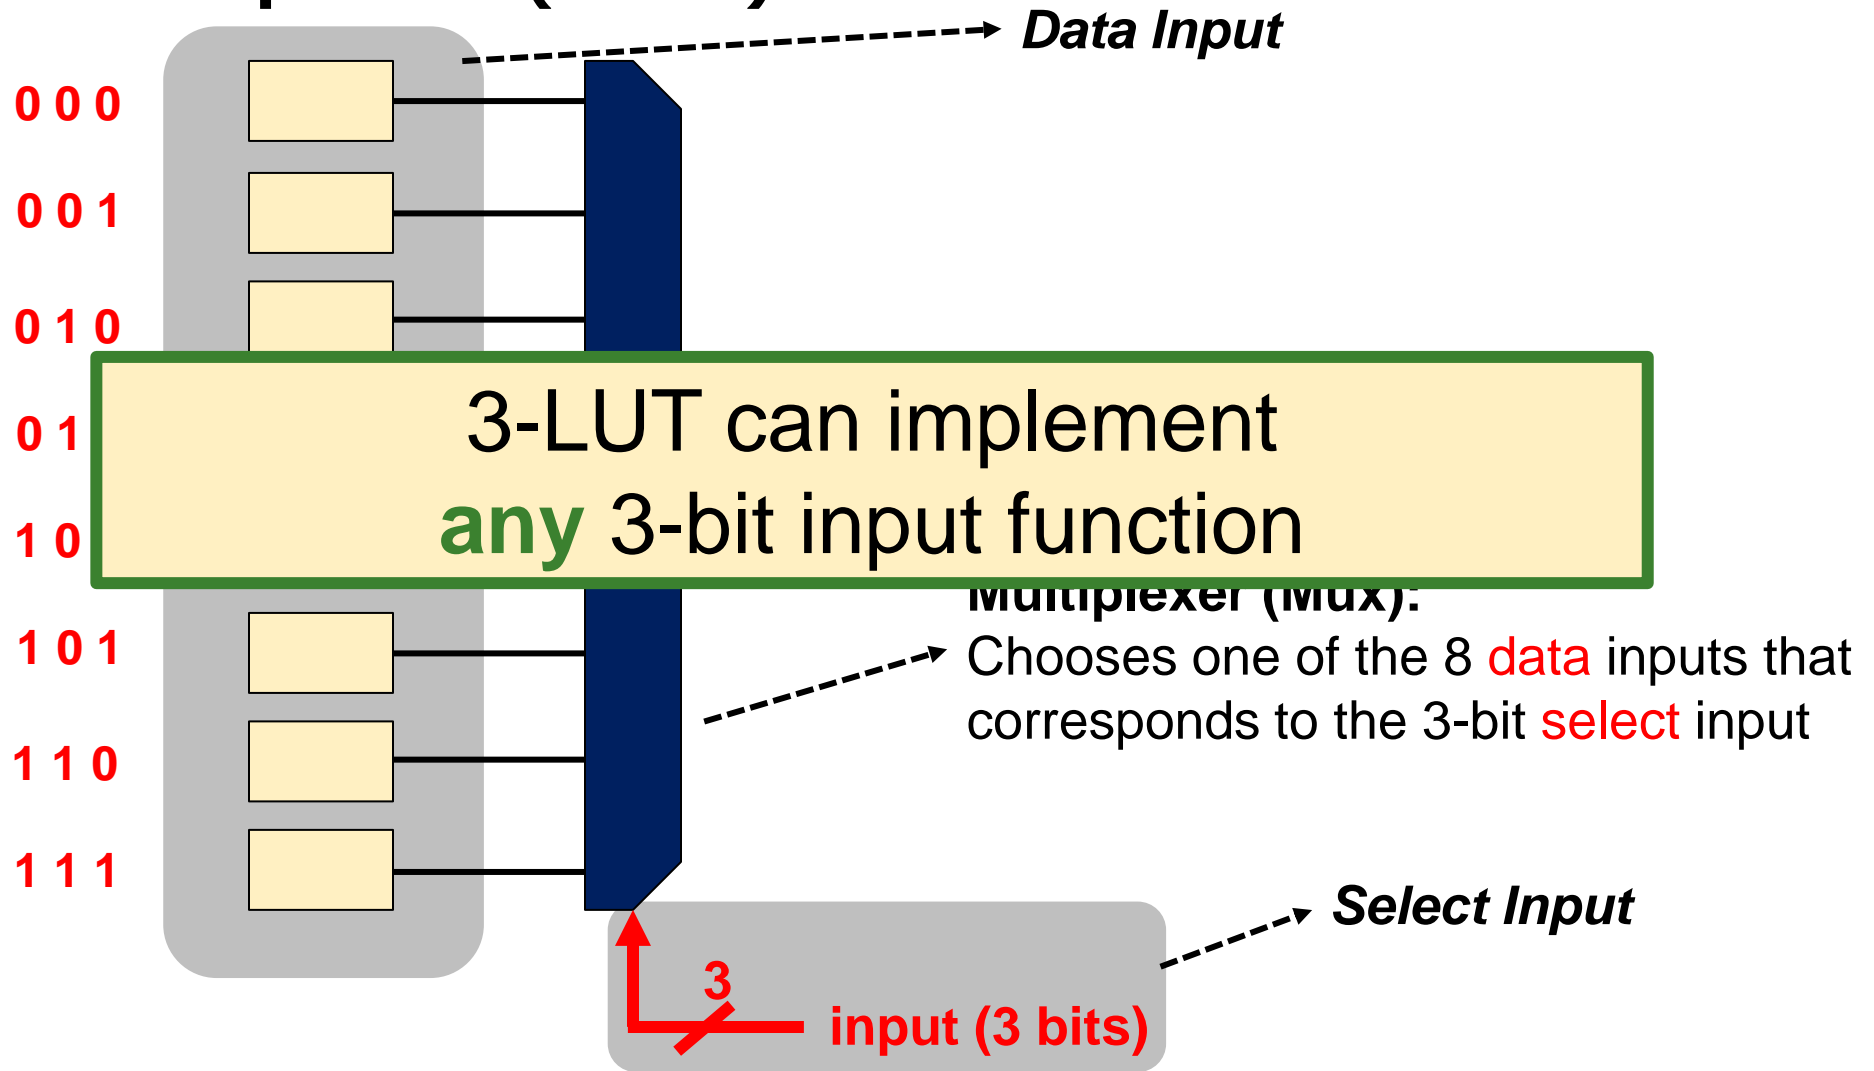 Data Input
0 0 0
0 0 1
0 1 0
0 1
1 0
3-LUT can implement
any 3-bit input function
Multiplexer (Mux):
Chooses one of the 8 data inputs that
corresponds to the 3-bit select input
1 0 1
1 1 0
1 1 1
Select Input
3
input (3 bits)